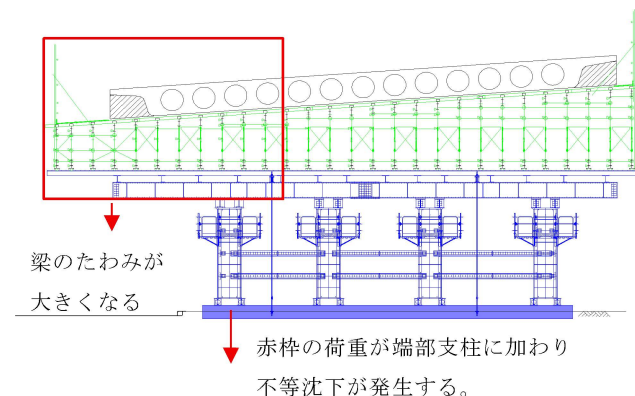 梁のたわみが
大きくなる
赤枠の荷重が端部支柱に加わり
不等沈下が発生する。